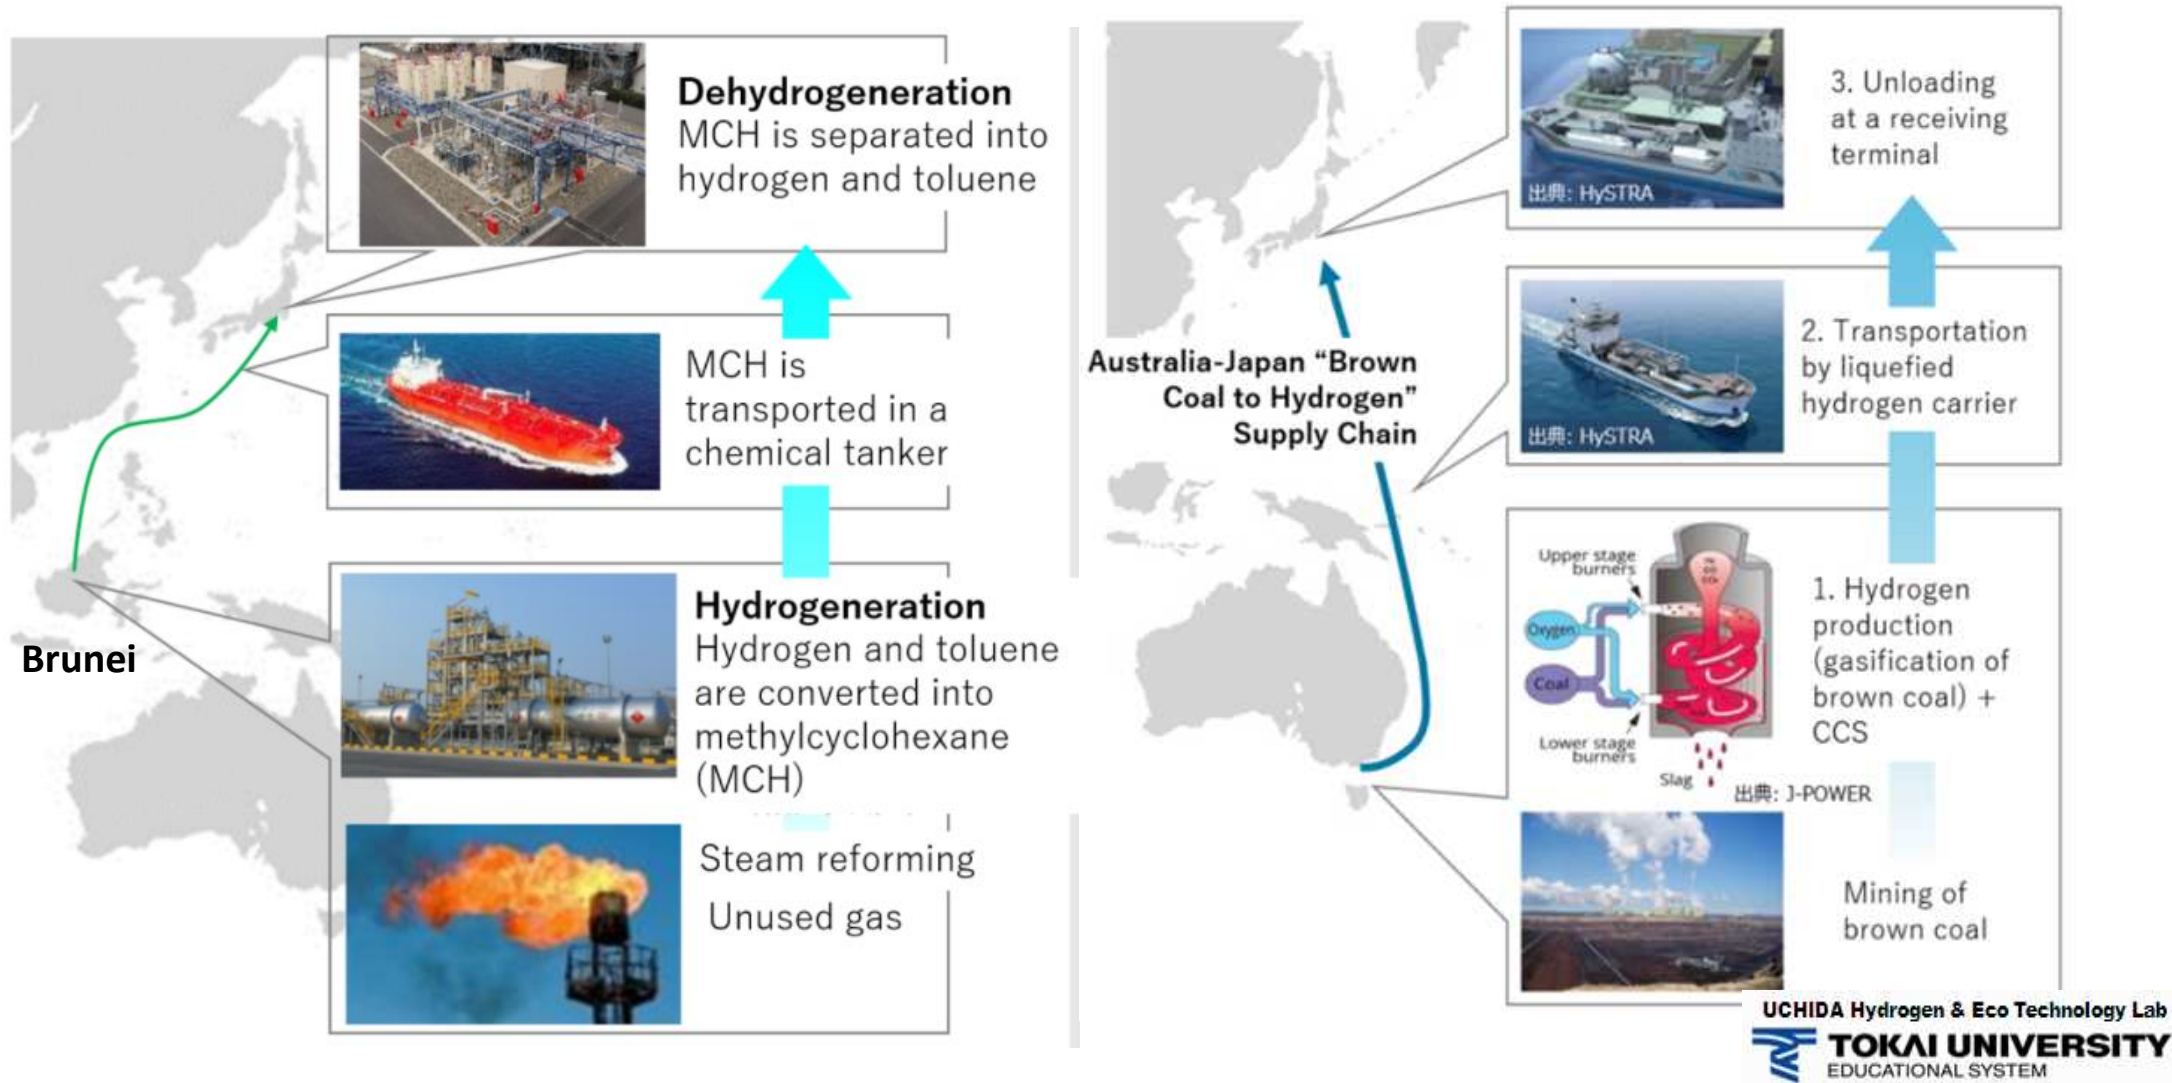 Dehydrogeneration
MCH is separated into
hydrogen and toluene
MCH is
transported in a
chemical tanker
Hydrogeneration
Hydrogen and toluene
are converted into
methylcyclohexane
(MCH)
Steam reforming
Unused gas
Brunei
3. Unloading
at a receiving
terminal
出典: HySTRA
2. Transportation
by liquefied
hydrogen carrier
出典: HySTRA
Australia-Japan “Brown
Coal to Hydrogen”
Supply Chain
Upper stage
burners
Oxygen
Coal
Lower stage
burners
Slag
出典: J-POWER
1. Hydrogen
production
(gasification of
brown coal) +
CCS
Mining of
brown coal
UCHIDA Hydrogen & Eco Technology Lab
TOKAI UNIVERSITY
EDUCATIONAL SYSTEM